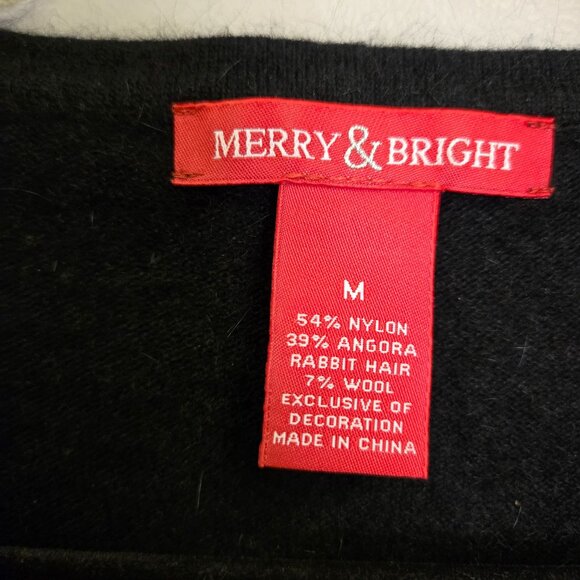 MERRY & BRIGHT
M
54% NYLON
39% ANGORA
RABBIT HAIR
7% WOOL
EXCLUSIVE OF
DECORATION
MADE IN CHINA